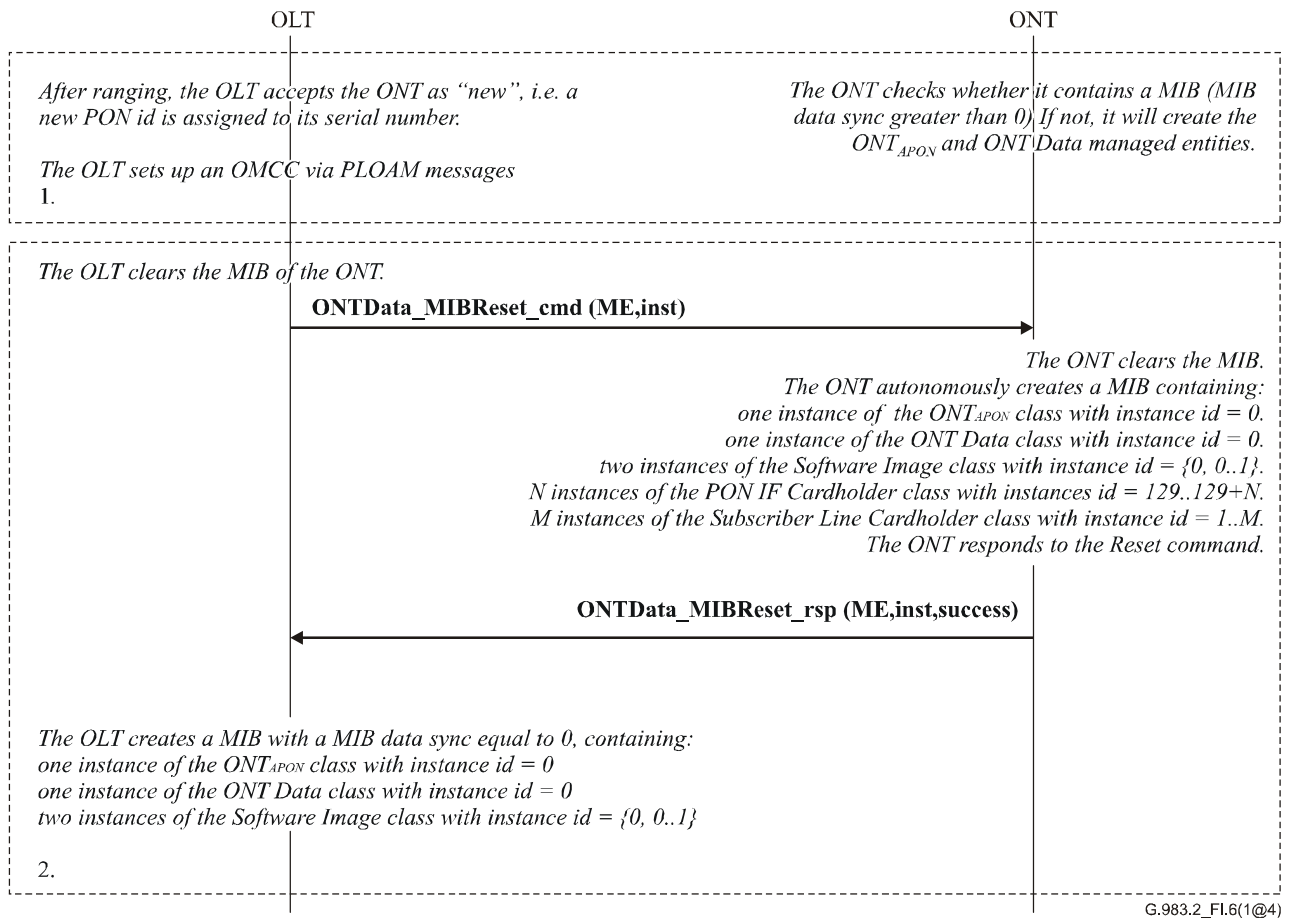 OLT
ONT
After ranging, the OLT accepts the ONT as “new”, i.e. a
new PON id is assigned to its serial number.
The OLT sets up an OMCC via PLOAM messages
1.
The ONT checks whether it contains a MIB (MIB
data sync greater than 0) If not, it will create the
ONT_APON and ONT Data managed entities.
The OLT clears the MIB of the ONT.
ONTData_MIBReset_cmd (ME,inst)
The ONT clears the MIB.
The ONT autonomously creates a MIB containing:
one instance of the ONT_APON class with instance id = 0.
one instance of the ONT Data class with instance id = 0.
two instances of the Software Image class with instance id = {0, 0..1}.
N instances of the PON IF Cardholder class with instances id = 129..129+N.
M instances of the Subscriber Line Cardholder class with instance id = 1..M.
The ONT responds to the Reset command.
ONTData_MIBReset_rsp (ME,inst,success)
The OLT creates a MIB with a MIB data sync equal to 0, containing:
one instance of the ONT_APON class with instance id = 0
one instance of the ONT Data class with instance id = 0
two instances of the Software Image class with instance id = {0, 0..1}
2.
G.983.2_FI.6(1@4)